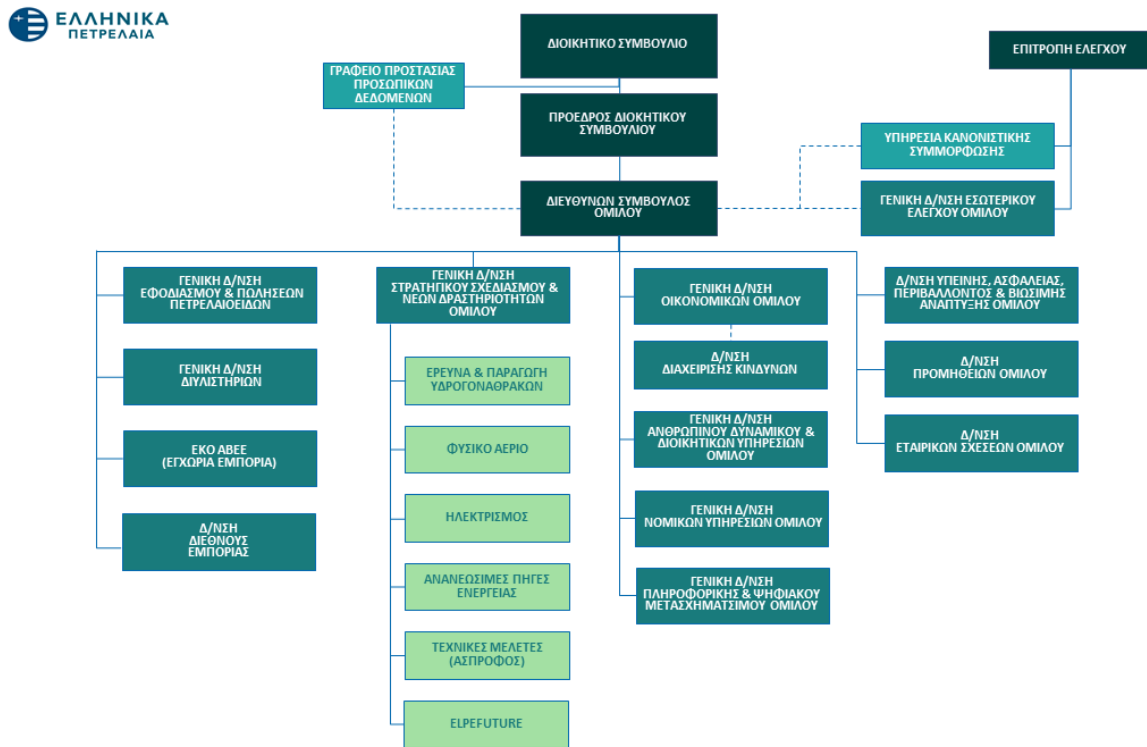 ΕΛΛΗΝΙΚΑ
ΠΕΤΡΕΛΑΙΑ
ΔΙΟΙΚΗΤΙΚΟ ΣΥΜΒΟΥΛΙΟ
ΕΠΙΤΡΟΠΗ ΕΛΕΓΧΟΥ
ΓΡΑΦΕΙΟ ΠΡΟΣΤΑΣΙΑΣ
ΠΡΟΣΩΠΙΚΩΝ
ΔΕΔΟΜΕΝΩΝ
ΠΡΟΕΔΡΟΣ ΔΙΟΚΗΤΙΚΟΥ
ΣΥΜΒΟΥΛΙΟΥ
ΥΠΗΡΕΣΙΑ ΚΑΝΟΝΙΣΤΙΚΗΣ
ΣΥΜΜΟΡΦΩΣΗΣ
ΔΙΕΥΘΥΝΩΝ ΣΥΜΒΟΥΛΟΣ
ΟΜΙΛΟΥ
ΓΕΝΙΚΗ Δ/ΝΣΗ ΕΣΩΤΕΡΙΚΟΥ
ΕΛΕΓΧΟΥ ΟΜΙΛΟΥ
ΓΕΝΙΚΗ Δ/ΝΣΗ
ΕΦΟΔΙΑΣΜΟΥ & ΠΩΛΗΣΕΩΝ
ΠΕΤΡΕΛΑΙΟΕΙΔΩΝ
ΓΕΝΙΚΗ Δ/ΝΣΗ
ΔΙΥΛΙΣΤΗΡΙΩΝ
ΕΚΟ ΑΒΕΕ
(ΕΓΧΩΡΙΑ ΕΜΠΟΡΙΑ)
Δ/ΝΣΗ
ΔΙΕΘΝΟΥΣ
ΕΜΠΟΡΙΑΣ
ΓΕΝΙΚΗ Δ/ΝΣΗ
ΣΤΡΑΤΗΓΙΚΟΥ ΣΧΕΔΙΑΣΜΟΥ &
ΝΕΩΝ ΔΡΑΣΤΗΡΙΟΤΗΤΩΝ
ΟΜΙΛΟΥ
ΕΡΕΥΝΑ & ΠΑΡΑΓΩΓΗ
ΥΔΡΟΓΟΝΑΘΡΑΚΩΝ
ΦΥΣΙΚΟ ΑΕΡΙΟ
ΗΛΕΚΤΡΙΣΜΟΣ
ΑΝΑΝΕΩΣΙΜΕΣ ΠΗΓΕΣ
ΕΝΕΡΓΕΙΑΣ
ΤΕΧΝΙΚΕΣ ΜΕΛΕΤΕΣ
(ΑΣΠΡΟΦΟΣ)
ELPEFUTURE
ΓΕΝΙΚΗ Δ/ΝΣΗ
ΟΙΚΟΝΟΜΙΚΩΝ ΟΜΙΛΟΥ
Δ/ΝΣΗ
ΔΙΑΧΕΙΡΙΣΗΣ ΚΙΝΔΥΝΩΝ
ΓΕΝΙΚΗ Δ/ΝΣΗ
ΑΝΘΡΩΠΙΝΟΥ ΔΥΝΑΜΙΚΟΥ &
ΔΙΟΙΚΗΤΙΚΩΝ ΥΠΗΡΕΣΙΩΝ
ΟΜΙΛΟΥ
ΓΕΝΙΚΗ Δ/ΝΣΗ
ΝΟΜΙΚΩΝ ΥΠΗΡΕΣΙΩΝ ΟΜΙΛΟΥ
ΓΕΝΙΚΗ Δ/ΝΣΗ
ΠΛΗΡΟΦΟΡΙΚΗΣ & ΨΗΦΙΑΚΟΥ
ΜΕΤΑΣΧΗΜΑΤΣΙΜΟΥ ΟΜΙΛΟΥ
Δ/ΝΣΗ ΥΓΕΙΝΗΣ, ΑΣΦΑΛΕΙΑΣ,
ΠΕΡΙΒΑΛΛΟΝΤΟΣ & ΒΙΩΣΙΜΗΣ
ΑΝΑΠΤΥΞΗΣ ΟΜΙΛΟΥ
Δ/ΝΣΗ
ΠΡΟΜΗΘΕΙΩΝ ΟΜΙΛΟΥ
Δ/ΝΣΗ
ΕΤΑΙΡΙΚΩΝ ΣΧΕΣΕΩΝ ΟΜΙΛΟΥ